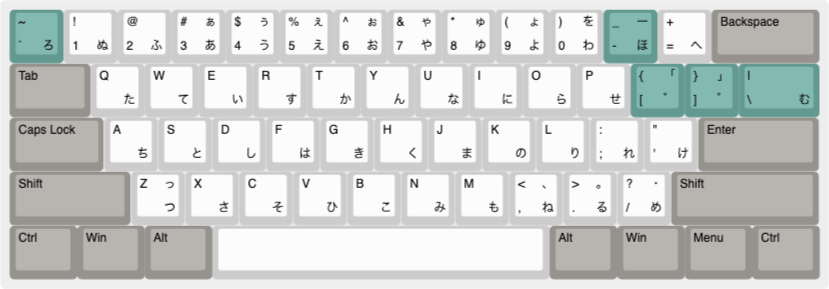 ~ ! @ # ぁ $ ぅ % ぇ ^ ぉ & ゃ * ゅ ( ょ ) を _ ー + Backspace
` ろ 1 ぬ 2 ふ 3 あ 4 う 5 え 6 お 7 や 8 ゆ 9 よ 0 わ - ほ = へ
Tab Q W E R T Y U I O P { 「 } 」 |
た て い す か ん な に ら せ [ ゛ ] ゜ \ む
Caps Lock A S D F G H J K L : " Enter
ち と し は き く ま の り ; れ ' け
Shift Z っ X C V B N M < 、 > 。 ? ・ Shift
つ さ そ ひ こ み も , ね . る / め
Ctrl Win Alt Alt Win Menu Ctrl